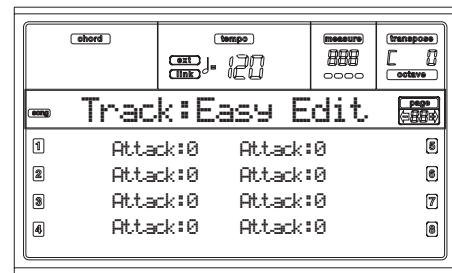 chord tempo measure transpose
ext ♩= 120 888 C 0
link octave
song Track:Easy Edit page
88
1 Attack:0 Attack:0 5
2 Attack:0 Attack:0 6
3 Attack:0 Attack:0 7
4 Attack:0 Attack:0 8